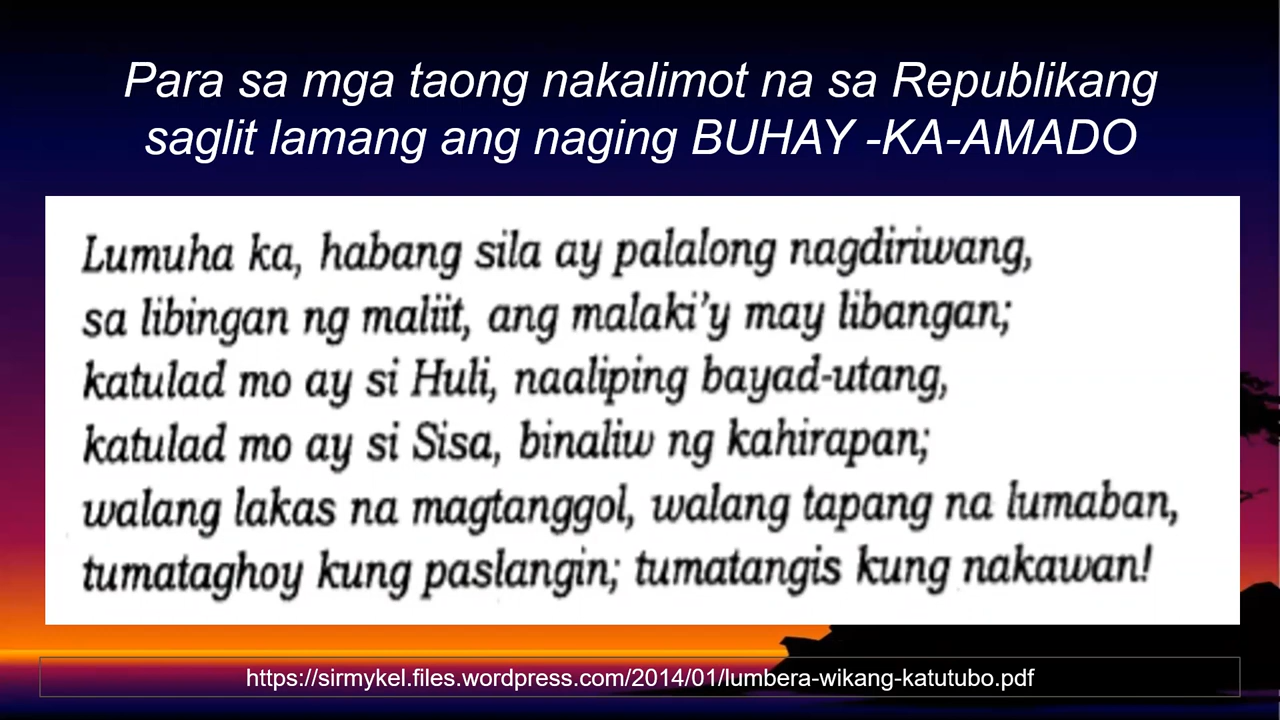 Para sa mga taong nakalimot na sa Republikang
saglit lamang ang naging BUHAY -KA-AMADO
Lumuha ka, habang sila ay palalong nagdiriwang,
sa libingan ng maliit, ang malaki'y may libangan;
katulad mo ay si Huli, naaliping bayad-utang,
katulad mo ay si Sisa, binaliw ng kahirapan;
walang lakas na magtanggol, walang tapang na lumaban,
tumataghoy kung paslangin; tumatangis kung nakawan!
https://sirmykel.files.wordpress.com/2014/01/lumbera-wikang-katutubo.pdf